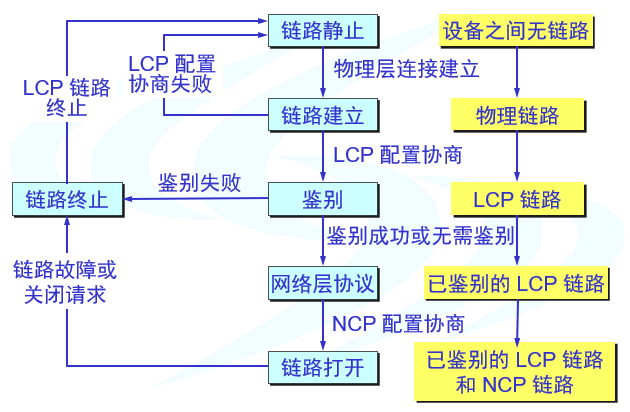 链路静止
设备之间无链路
LCP 配置
协商失败
物理层连接建立
LCP 链路
终止
链路建立
物理链路
LCP 配置协商
鉴别失败
链路终止
鉴别
LCP 链路
鉴别成功或无需鉴别
链路故障或
关闭请求
网络层协议
已鉴别的 LCP 链路
NCP 配置协商
链路打开
已鉴别的 LCP 链路
和 NCP 链路